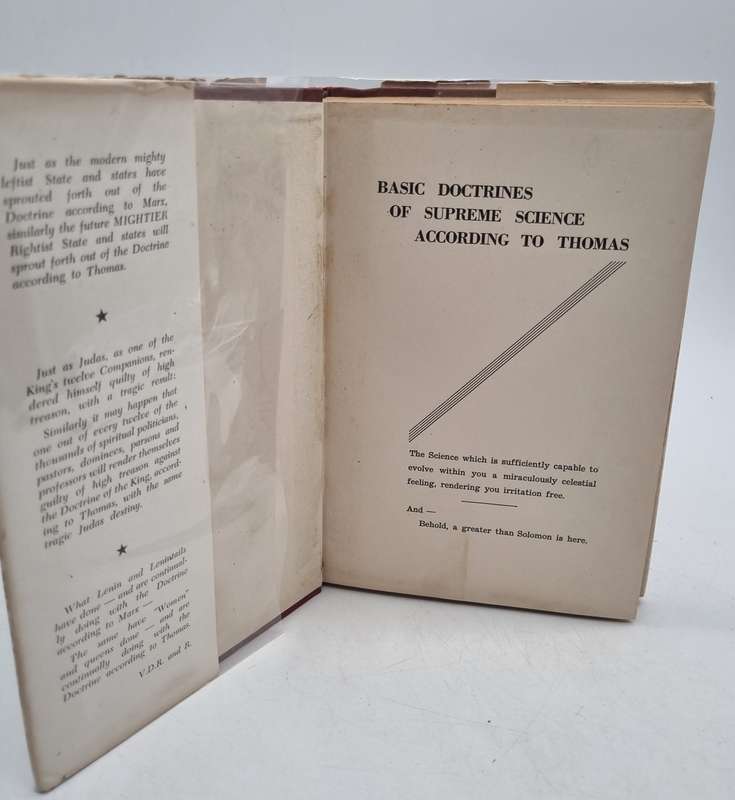 Just as the modern mighty
leftist State and states have
sprouted forth out of the
Doctrine according to Marx,
similarly the future MIGHTIER
Rightist State and states will
sprout forth out of the Doctrine
according to Thomas.
Just as Judas, as one of the
King's twelve Companions, ren-
dered himself guilty of high
treason, with a tragic result:
Similarly it may happen that
one out of every twelve of the
thousands of spiritual politicians,
pastors, dominees, parsons and
professors will render themselves
guilty of high treason against
the Doctrine of the King, accord-
ing to Thomas, with the same
tragic Judas destiny.
What Lenin and Lenintails
have done — and are continual-
ly doing with the Doctrine
according to Marx —
The same have "Women"
and queens done — and are
continually doing with the
Doctrine according to Thomas.
V.D.R. and R.
BASIC DOCTRINES
OF SUPREME SCIENCE
ACCORDING TO THOMAS
The Science which is sufficiently capable to
evolve within you a miraculously celestial
feeling, rendering you irritation free.
And —
Behold, a greater than Solomon is here.